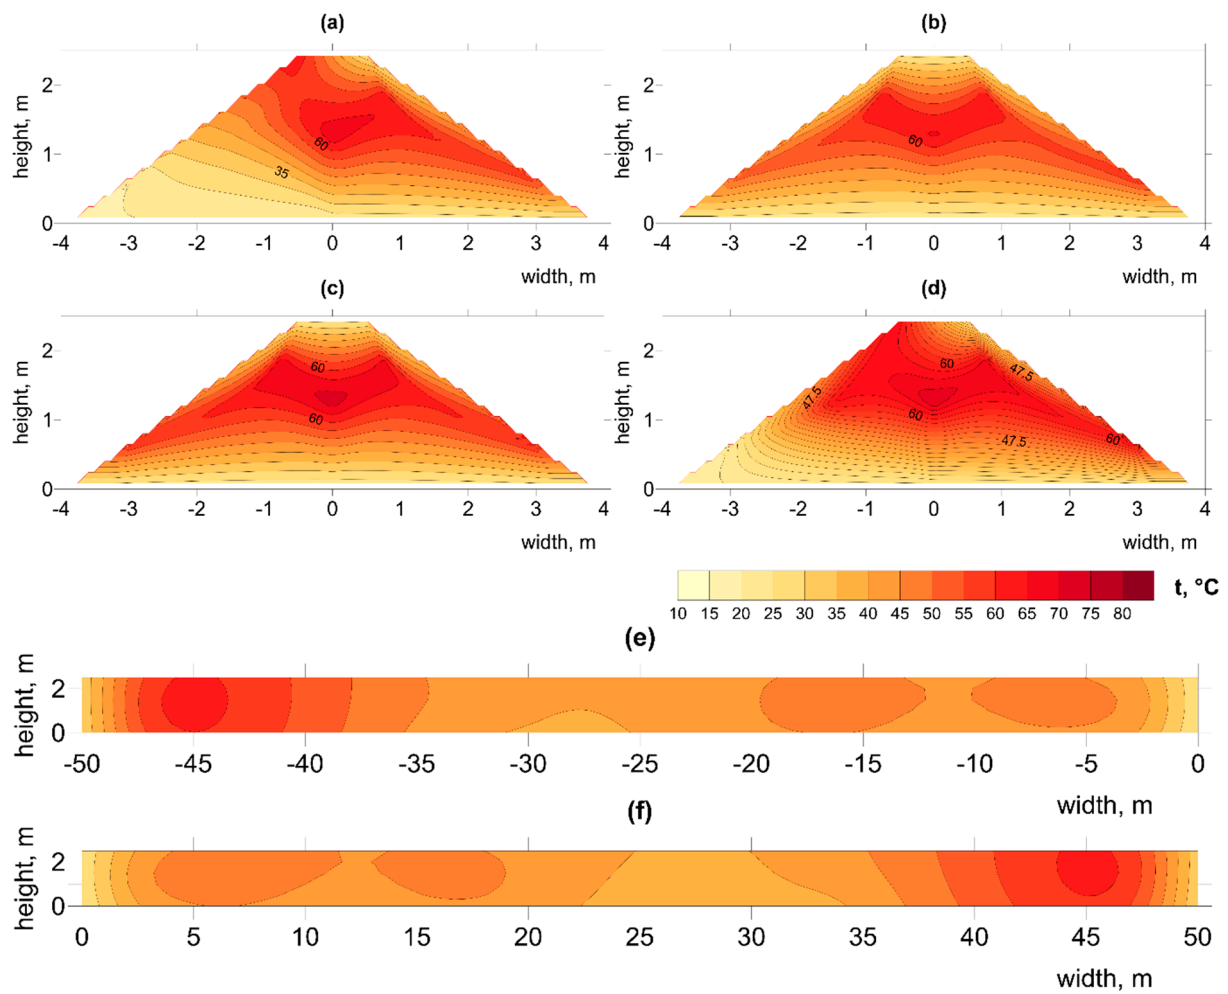 (a)
(b)
height, m
2
1
0
60
35
-4 -3 -2 -1 0 1 2 3 4
width, m
height, m
2
1
0
60
-4 -3 -2 -1 0 1 2 3 4
width, m
(c)
(d)
height, m
2
1
0
60
60
-4 -3 -2 -1 0 1 2 3 4
width, m
height, m
2
1
0
60
47.5
47.5
60
47.5
60
-4 -3 -2 -1 0 1 2 3 4
width, m
10 15 20 25 30 35 40 45 50 55 60 65 70 75 80
t, °C
(e)
height, m
2
0
-50 -45 -40 -35 -30 -25 -20 -15 -10 -5 0
width, m
(f)
height, m
2
0
0 5 10 15 20 25 30 35 40 45 50
width, m